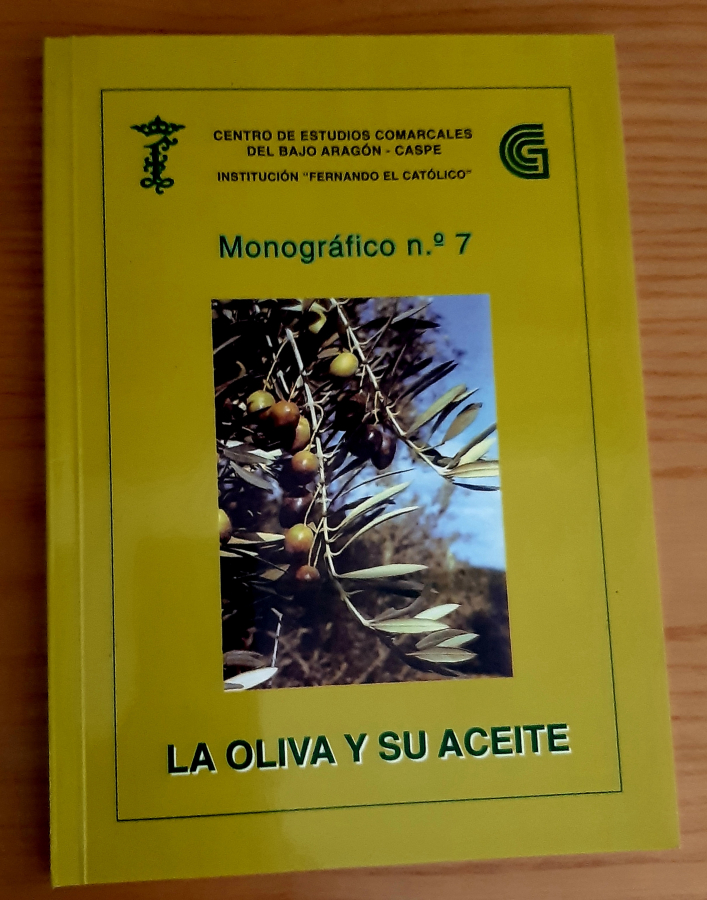 CENTRO DE ESTUDIOS COMARCALES
DEL BAJO ARAGÓN - CASPE
INSTITUCIÓN "FERNANDO EL CATÓLICO"
Monográfico n.º 7
LA OLIVA Y SU ACEITE